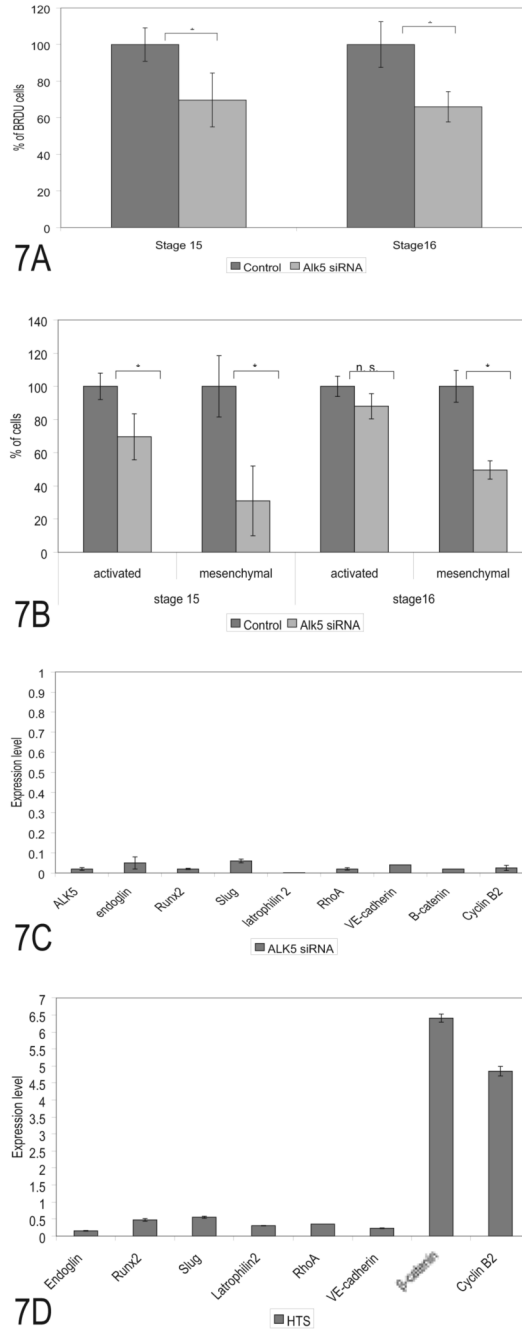 120
100
80
60
40
20
0
% of BRDU cells
*
*
Stage 15
Stage16
7A
Control
Alk5 siRNA
140
120
100
80
60
40
20
0
% of cells
*
*
n. s.
*
activated
mesenchymal
activated
mesenchymal
stage 15
stage16
7B
Control
Alk5 siRNA
1
0.9
0.8
0.7
0.6
0.5
0.4
0.3
0.2
0.1
0
Expression level
ALK5
endoglin
Runx2
Slug
latrophilin 2
RhoA
VE-cadherin
B-catenin
Cyclin B2
7C
ALK5 siRNA
7
6.5
6
5.5
5
4.5
4
3.5
3
2.5
2
1.5
1
0.5
0
Expression level
Endoglin
Runx2
Slug
Latrophilin2
RhoA
VE-cadherin
β-catenin
Cyclin B2
7D
HTS